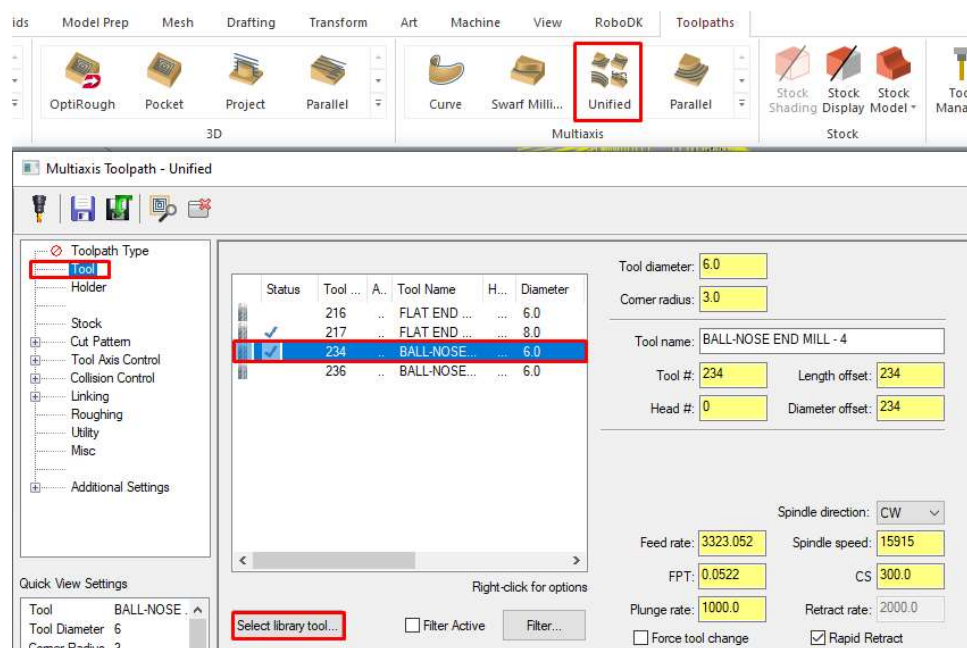 ids Model Prep Mesh Drafting Transform Art Machine View RoboDK Toolpaths
OptiRough Pocket Project Parallel Curve Swarf Milli... Unified Parallel
Stock Shading Stock Display Stock Model
3D Multiaxis Stock
Multiaxis Toolpath - Unified
Toolpath Type
Tool
Holder
Stock
Cut Pattern
Tool Axis Control
Collision Control
Linking
Roughing
Utility
Misc
Additional Settings
Status Tool ... A.. Tool Name H... Diameter
216 .. FLAT END ... ... 6.0
217 .. FLAT END ... ... 8.0
234 .. BALL-NOSE... ... 6.0
236 .. BALL-NOSE... ... 6.0
Right-click for options
Select library tool... Filter Active Filter...
Tool diameter: 6.0
Corner radius: 3.0
Tool name: BALL-NOSE END MILL - 4
Tool #: 234 Length offset: 234
Head #: 0 Diameter offset: 234
Spindle direction: CW
Feed rate: 3323.052 Spindle speed: 15915
FPT: 0.0522 CS 300.0
Plunge rate: 1000.0 Retract rate: 2000.0
Force tool change Rapid Retract
Quick View Settings
Tool BALL-NOSE .
Tool Diameter 6
Corner Radius 3